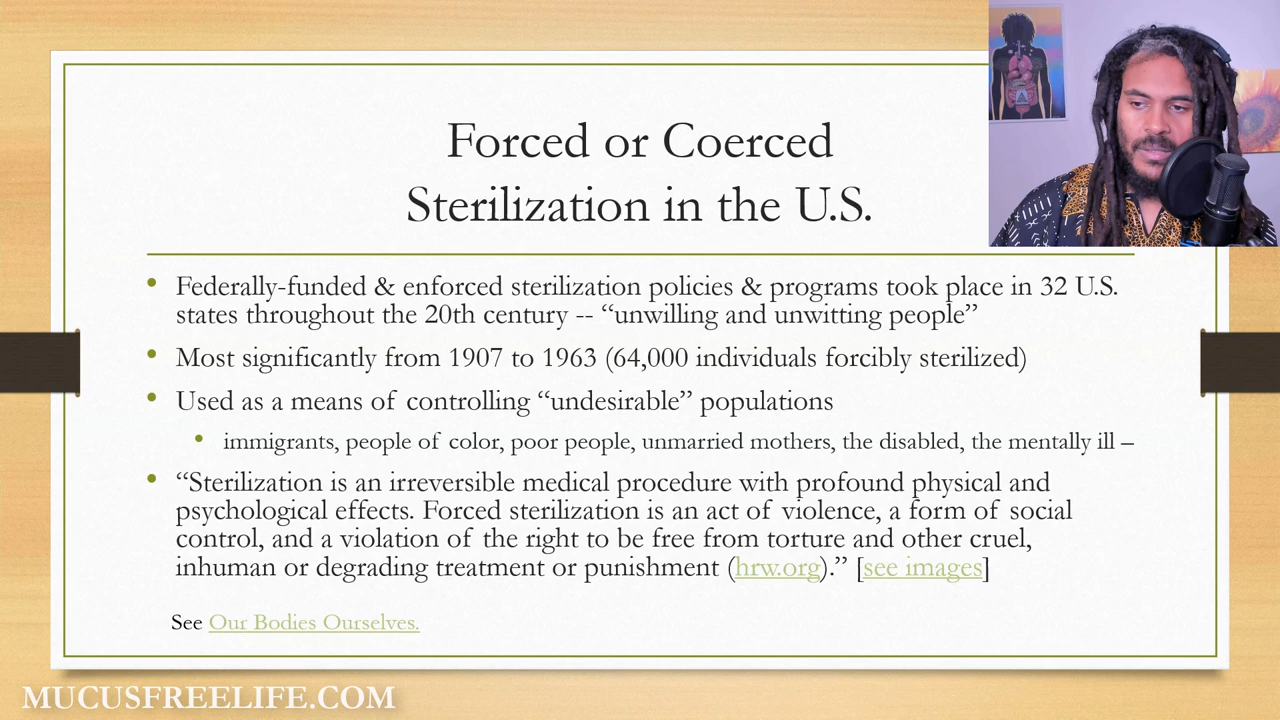 Forced or Coerced
Sterilization in the U.S.
• Federally-funded & enforced sterilization policies & programs took place in 32 U.S.
states throughout the 20th century -- “unwilling and unwitting people”
• Most significantly from 1907 to 1963 (64,000 individuals forcibly sterilized)
• Used as a means of controlling “undesirable” populations
• immigrants, people of color, poor people, unmarried mothers, the disabled, the mentally ill –
• “Sterilization is an irreversible medical procedure with profound physical and
psychological effects. Forced sterilization is an act of violence, a form of social
control, and a violation of the right to be free from torture and other cruel,
inhuman or degrading treatment or punishment (hrw.org).” [see images]
See Our Bodies Ourselves.
MUCUSFREELIFE.COM